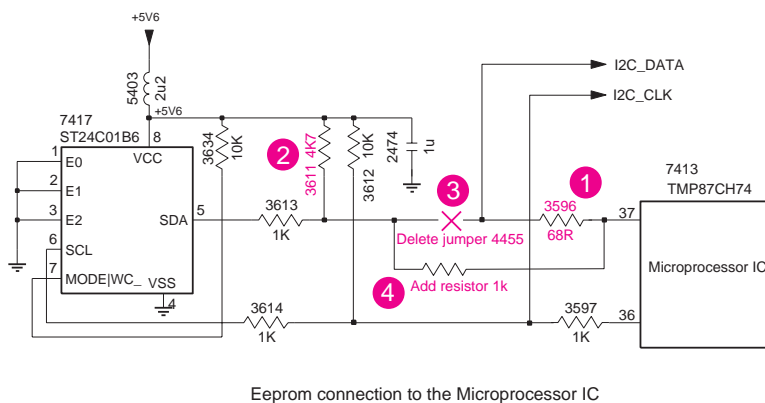 +5V6
I2C_DATA
5403
2u2
I2C_CLK
+5V6
7417
ST24C01B6
8
VCC
3634
10K
2
3611 4K7
3612 10K
2474
1u
1
E0
2
E1
3
E2
6
SCL
7
MODE|WC_
SDA
5
VSS
4
3613
1K
3
Delete jumper 4455
1
3596
68R
7413
TMP87CH74
37
Microprocessor IC
36
4
Add resistor 1k
3614
1K
3597
1K
Eeprom connection to the Microprocessor IC